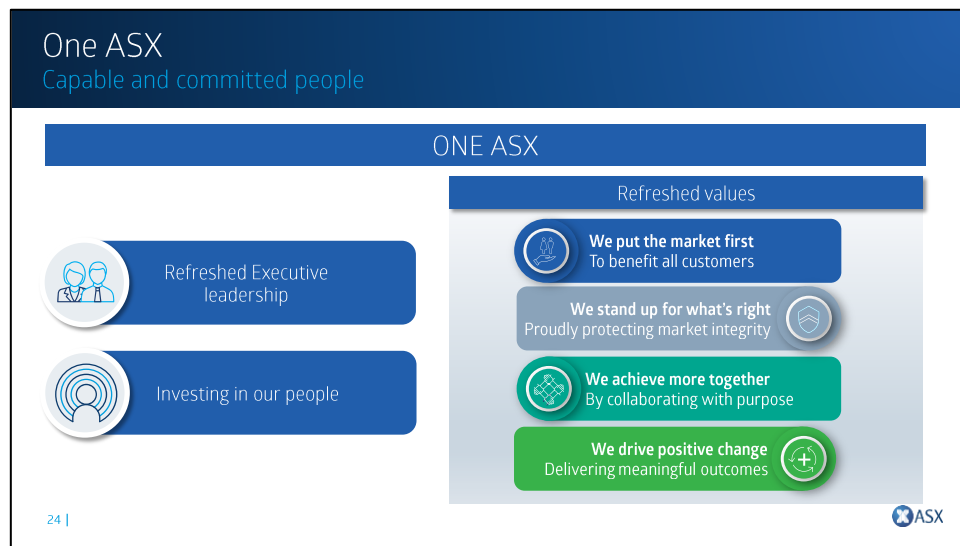 One ASX
Capable and committed people
ONE ASX
Refreshed Executive
leadership
Investing in our people
Refreshed values
We put the market first
To benefit all customers
We stand up for what's right
Proudly protecting market integrity
We achieve more together
By collaborating with purpose
We drive positive change
Delivering meaningful outcomes
24 |
ASX